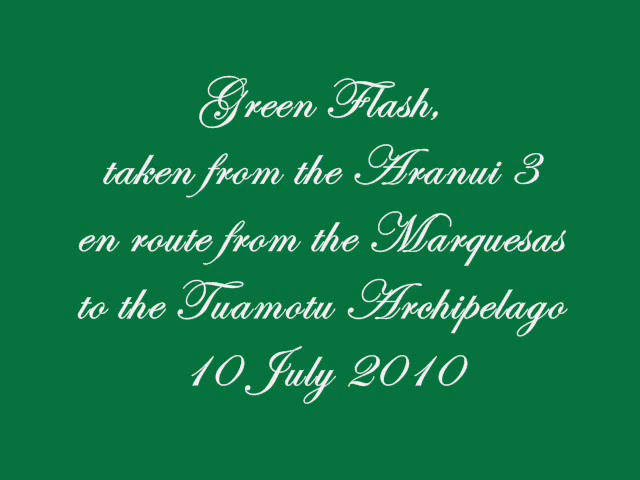 Green Flash,
taken from the Aranui 3
en route from the Marquesas
to the Tuamotu Archipelago
10 July 2010